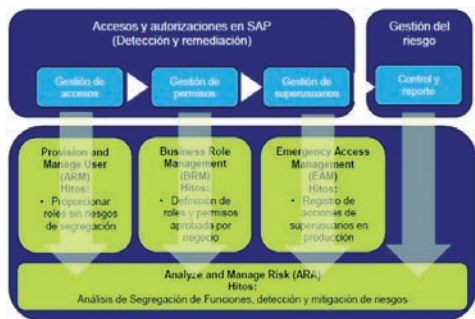 Accesos y autorizaciones en SAP
(Detección y remediación)
Gestión del
riesgo
Gestión de
accesos
Gestión de
permisos
Gestión de
superusuarios
Control y
reporte
Provision and
Manage User
(ARM)
Hitos:
• Proporcionar
roles sin riesgos
de segregación
Business Role
Management
(BRM)
Hitos:
• Definición de
roles y permisos
aprobada por
negocio
Emergency Access
Management
(EAM)
Hitos:
• Registro de
acciones de
superusuarios en
producción
Analyze and Manage Risk (ARA)
Hitos:
Análisis de Segregación de Funciones, detección y mitigación de riesgos